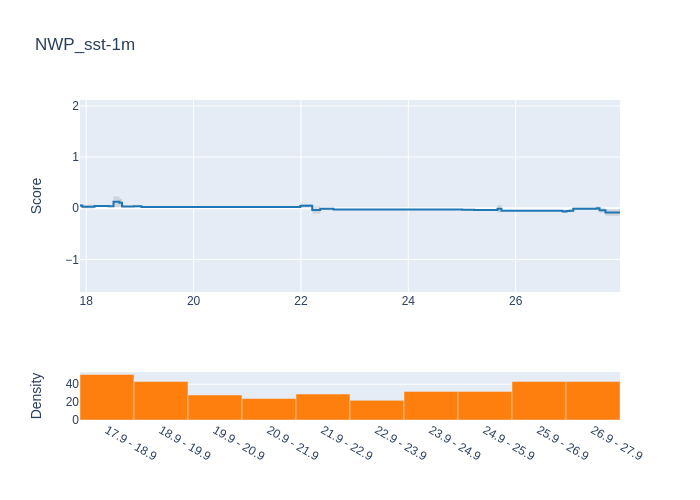 NWP_sst-1m
Score
2
1
0
−1
18
20
22
24
26
Density
40
20
0
17.9 - 18.9
18.9 - 19.9
19.9 - 20.9
20.9 - 21.9
21.9 - 22.9
22.9 - 23.9
23.9 - 24.9
24.9 - 25.9
25.9 - 26.9
26.9 - 27.9